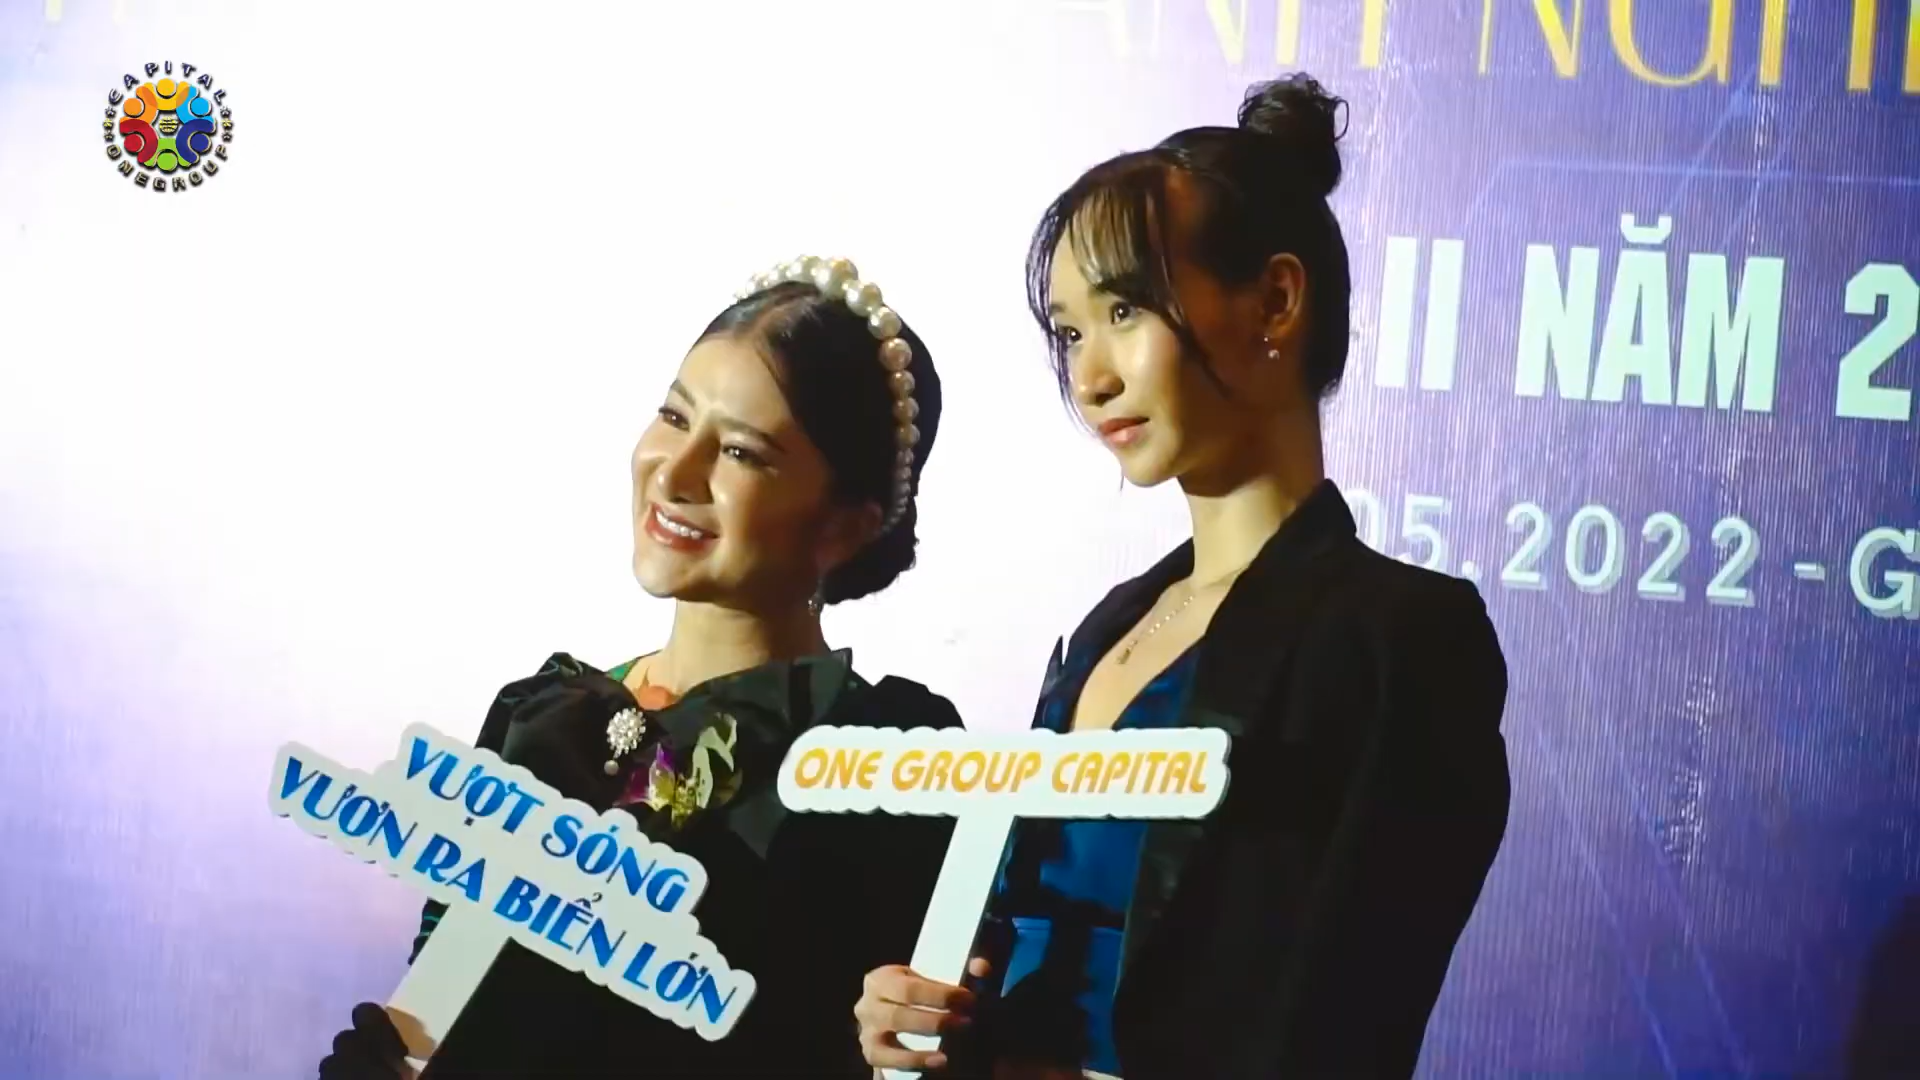 CAPITAL
ONEGROUP
II NĂM 2
05.2022 - G
VƯỢT SÓNG
VƯƠN RA BIỂN LỚN
ONE GROUP CAPITAL